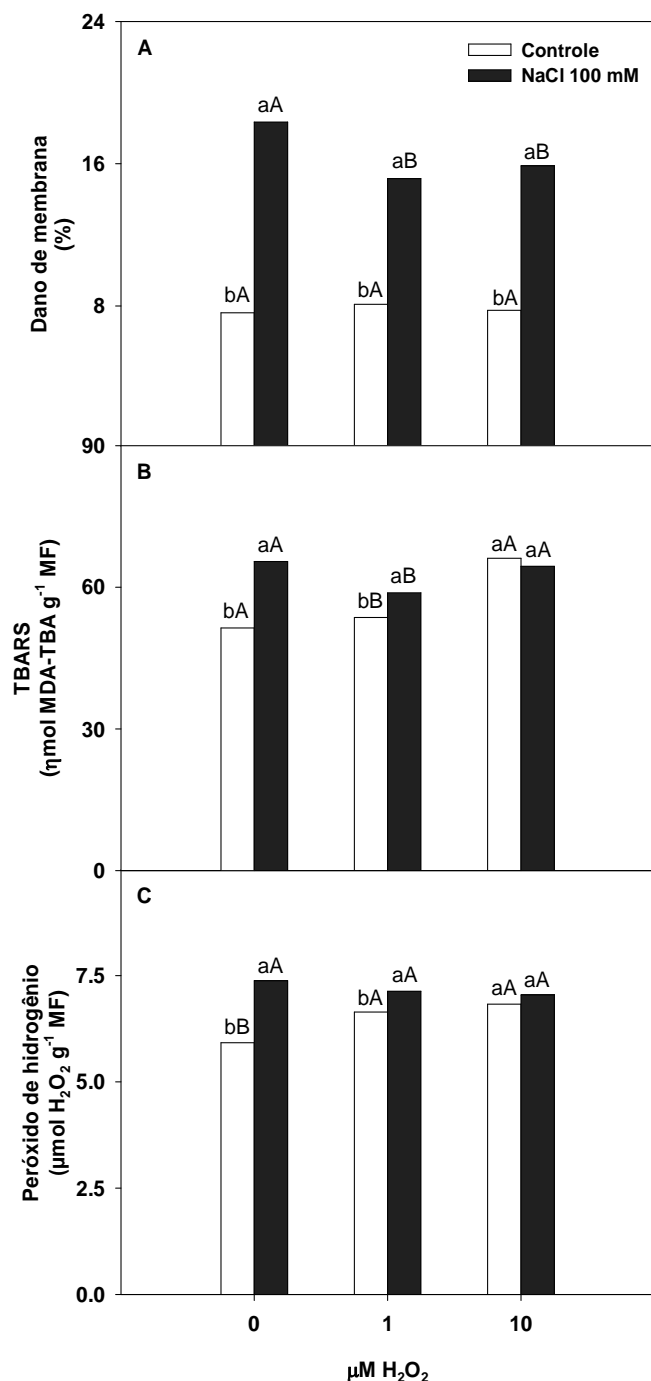 24
A
Controle
NaCl 100 mM
aA
aB
aB
16
bA
bA
bA
8
Dano de membrana
(%)
90
B
aA
aA
aA
aB
bB
bA
60
30
0
TBARS
(ηmol MDA-TBA g⁻¹ MF)
C
aA
aA
aA
aA
bA
bB
7.5
5.0
2.5
0.0
Peróxido de hidrogênio
(µmol H₂O₂ g⁻¹ MF)
0 1 10
µM H₂O₂